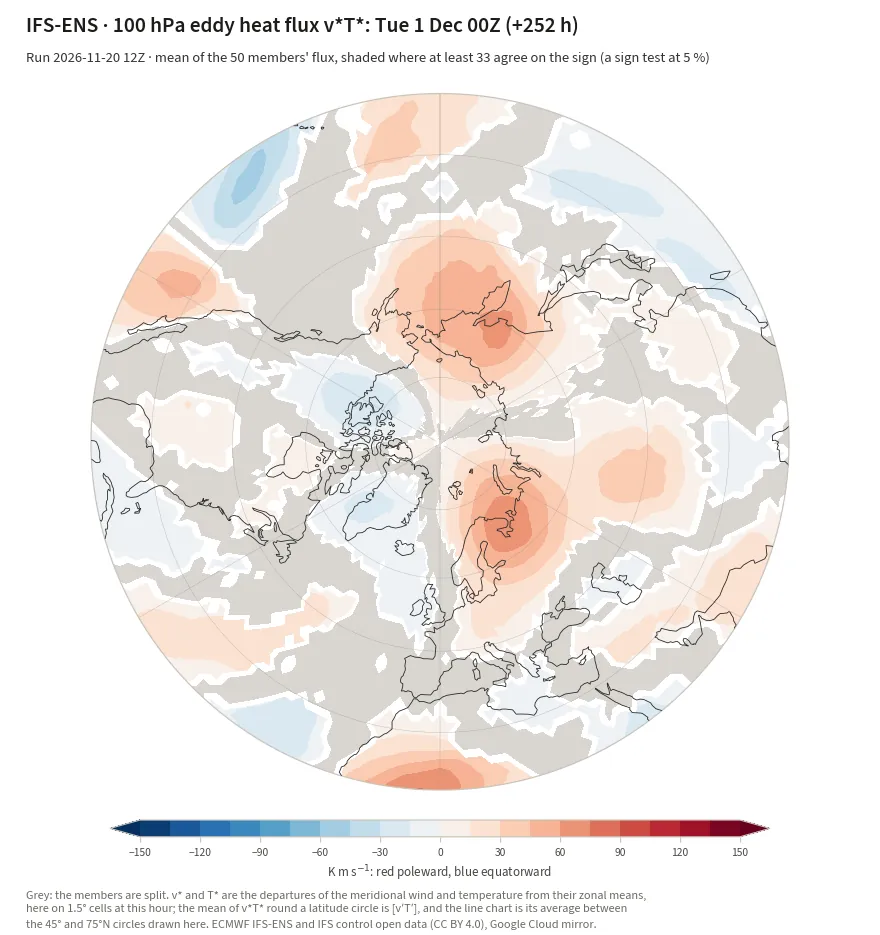 IFS-ENS · 100 hPa eddy heat flux v*T*: Tue 1 Dec 00Z (+252 h)
Run 2026-11-20 12Z · mean of the 50 members' flux, shaded where at least 33 agree on the sign (a sign test at 5 %)
−150 −120 −90 −60 −30 0 30 60 90 120 150
K m s⁻¹: red poleward, blue equatorward
Grey: the members are split. v* and T* are the departures of the meridional wind and temperature from their zonal means,
here on 1.5° cells at this hour; the mean of v*T* round a latitude circle is [v'T'], and the line chart is its average between
the 45° and 75°N circles drawn here. ECMWF IFS-ENS and IFS control open data (CC BY 4.0), Google Cloud mirror.